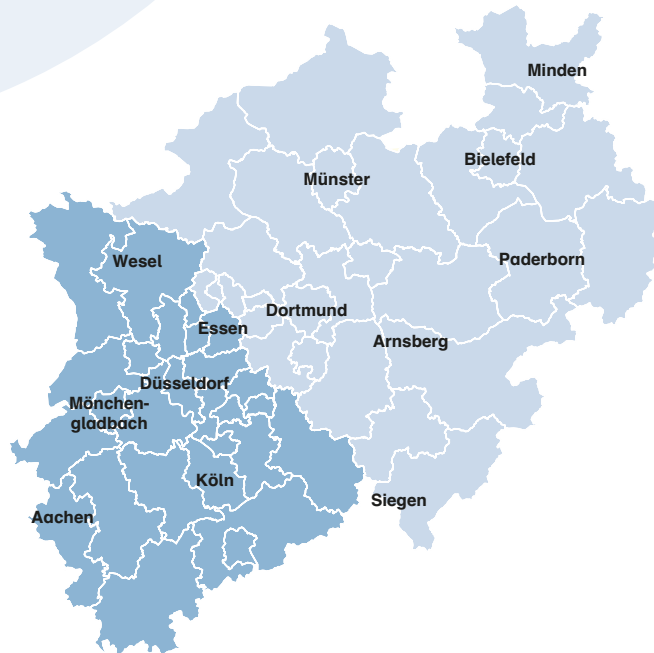 Minden
Bielefeld
Münster
Wesel
Paderborn
Dortmund
Essen
Arnsberg
Düsseldorf
Mönchen-
gladbach
Köln
Siegen
Aachen